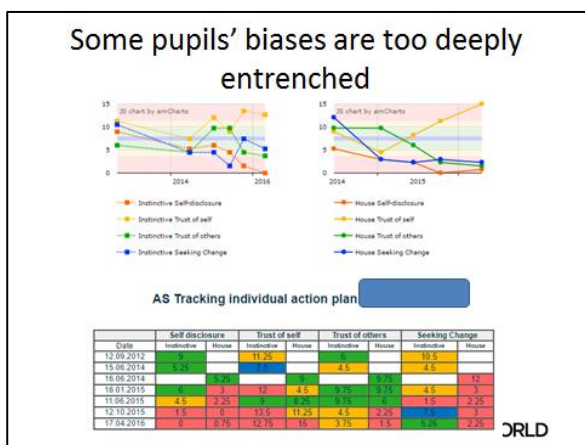 Some pupils' biases are too deeply
entrenched
15
JS chart by amCharts
10
5
0
2014
2016
Instinctive Self-disclosure
Instinctive Trust of self
Instinctive Trust of others
Instinctive Seeking Change
15
JS chart by amCharts
10
5
0
2014
2015
House Self-disclosure
House Trust of self
House Trust of others
House Seeking Change
AS Tracking individual action plan
Self disclosure Trust of self Trust of others Seeking Change
Date Instinctive House Instinctive House Instinctive House Instinctive House
12.09.2012 9 11.25 6 10.5
15.06.2014 5.25 7.5 4.5 4.5
16.06.2014 5.25 9 9.75 12
16.01.2015 6 3 12 4.5 9.75 9.75 4.5 3
11.06.2015 4.5 2.25 9 8.25 9.75 6 1.5 2.25
12.10.2015 1.5 0 13.5 11.25 4.5 2.25 7.5 3
17.04.2016 0 0.75 12.75 15 3.75 1.5 5.25 2.25
ORLD